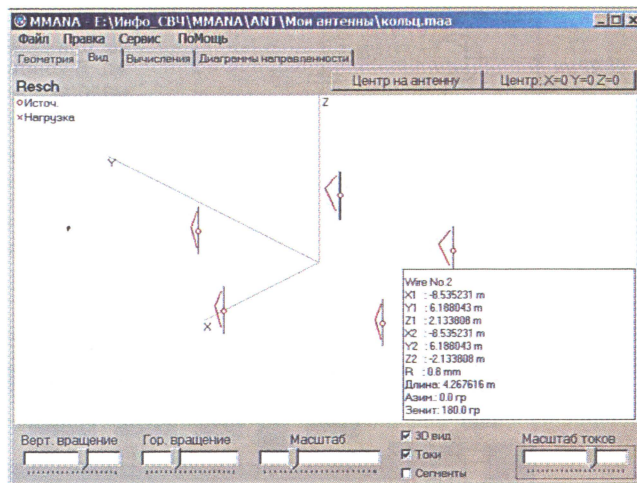 MMANA - E:\Инфо_СВЧ\MMANA\ANT\Мои антенны\кольц.maa
Файл Правка Сервис ПоМощь
Геометрия Вид Вычисления Диаграммы направленности
Resch
Центр на антенну Центр: X=0 Y=0 Z=0
Источ.
Нагрузка
Z
Y
X
Wire No.2
X1 :-8.535231 m
Y1 :6.188043 m
Z1 :2.133808 m
X2 :-8.535231 m
Y2 :6.188043 m
Z2 :-2.133808 m
R :0.8 mm
Длина: 4.267616 m
Азим.: 0.0 гр
Зенит: 180.0 гр
Верт. вращение Гор. вращение Масштаб
3D вид
Токи
Сегменты
Масштаб токов